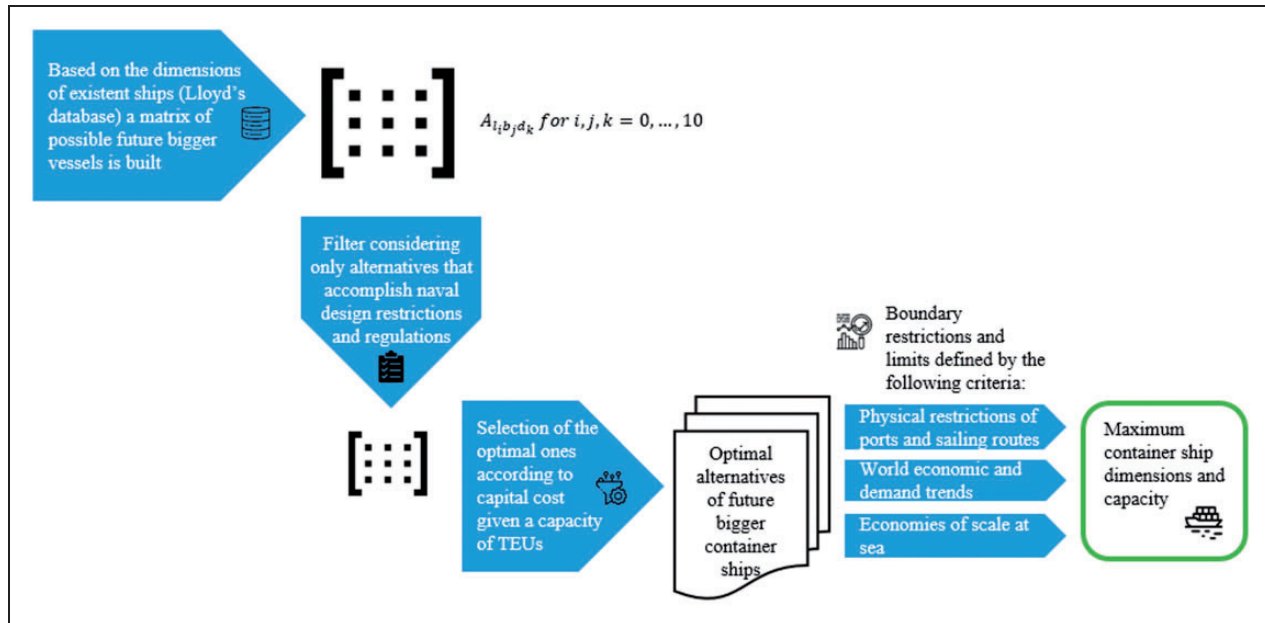 Based on the dimensions
of existent ships (Lloyd's
database) a matrix of
possible future bigger
vessels is built
A_{l_i b_j d_k} for i, j, k = 0, ..., 10
Filter considering
only alternatives that
accomplish naval
design restrictions
and regulations
Selection of the
optimal ones
according to
capital cost
given a capacity
of TEUs
Optimal
alternatives
of future
bigger
container
ships
Boundary
restrictions and
limits defined by the
following criteria:
Physical restrictions of
ports and sailing routes
World economic and
demand trends
Economies of scale at
sea
Maximum
container ship
dimensions and
capacity